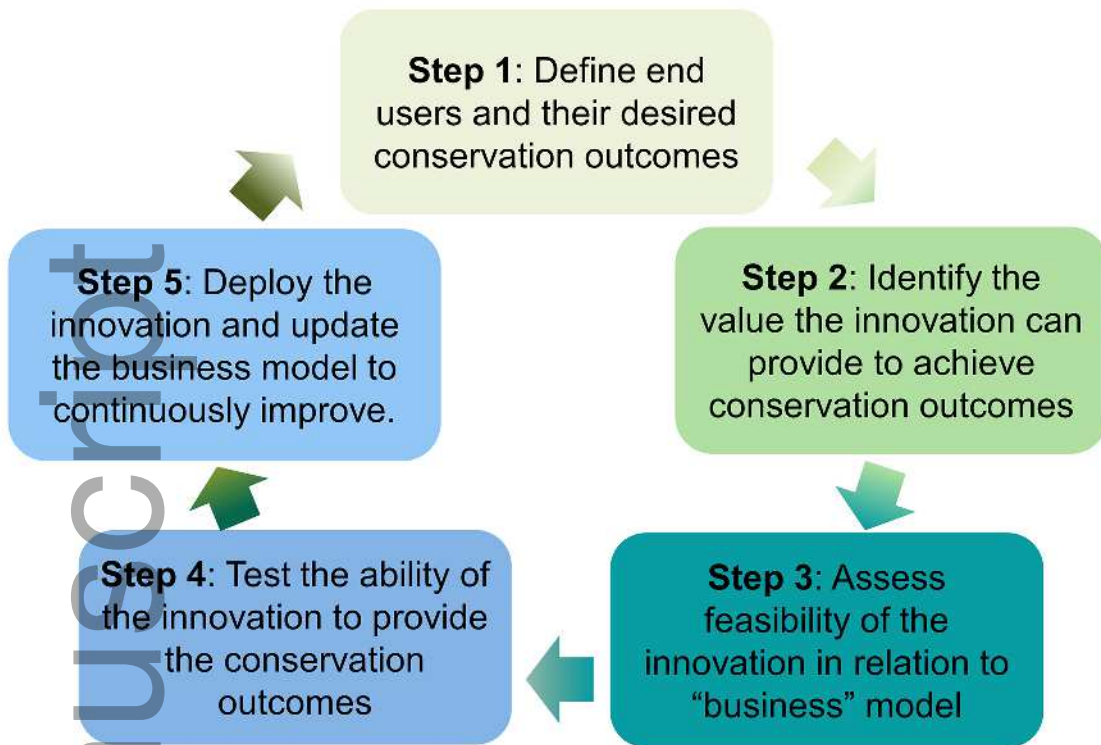 Step 1: Define end
users and their desired
conservation outcomes
Step 2: Identify the
value the innovation can
provide to achieve
conservation outcomes
Step 3: Assess
feasibility of the
innovation in relation to
“business” model
Step 4: Test the ability of
the innovation to provide
the conservation
outcomes
Step 5: Deploy the
innovation and update
the business model to
continuously improve.
uscript